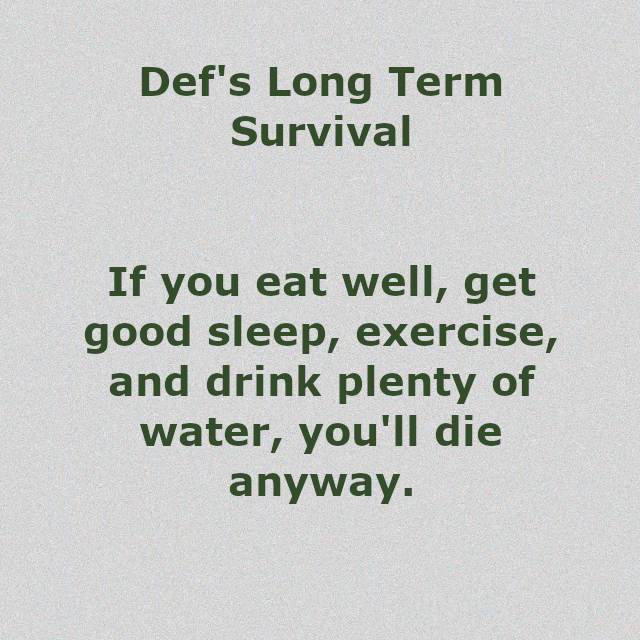 Def's Long Term
Survival
If you eat well, get
good sleep, exercise,
and drink plenty of
water, you'll die
anyway.